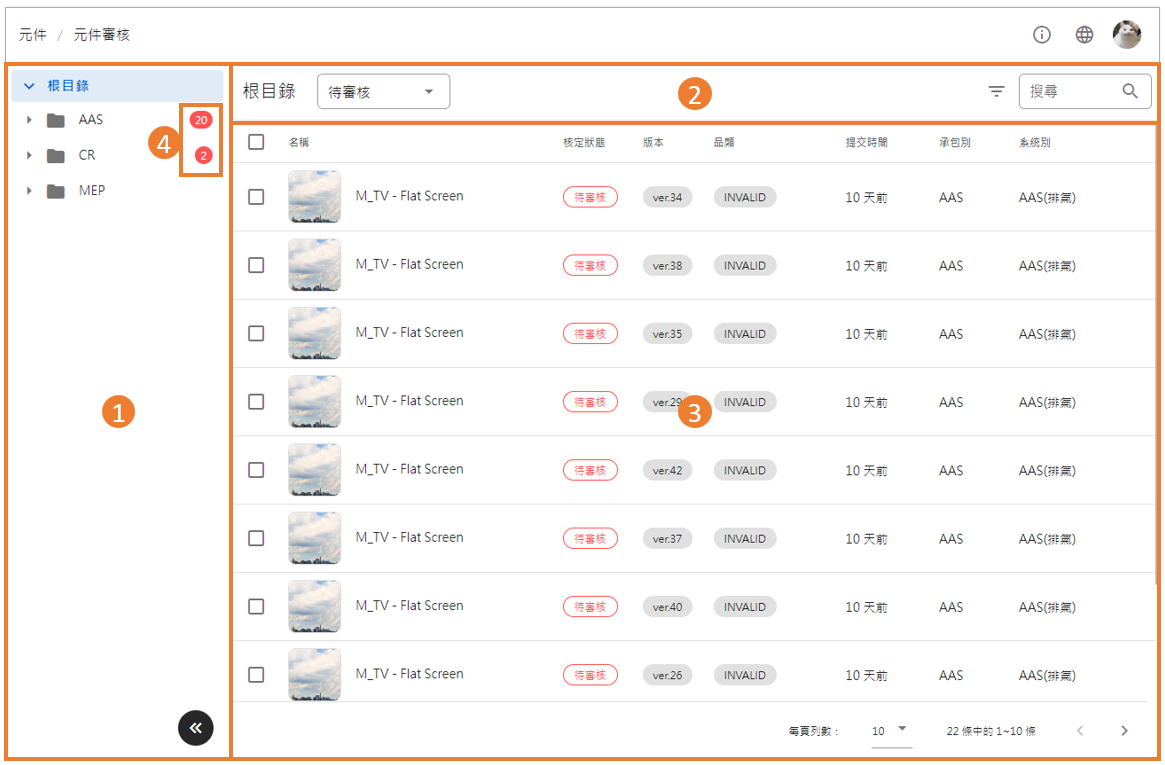 元件 / 元件審核
根目錄
AAS 20
4
CR 2
MEP
1
根目錄 待審核 2 搜尋
名稱 核定狀態 版本 品類 提交時間 承包別 系統別
M_TV - Flat Screen 待審核 ver.34 INVALID 10 天前 AAS AAS(排氣)
M_TV - Flat Screen 待審核 ver.38 INVALID 10 天前 AAS AAS(排氣)
M_TV - Flat Screen 待審核 ver.35 INVALID 10 天前 AAS AAS(排氣)
M_TV - Flat Screen 待審核 ver.29 3 INVALID 10 天前 AAS AAS(排氣)
M_TV - Flat Screen 待審核 ver.42 INVALID 10 天前 AAS AAS(排氣)
M_TV - Flat Screen 待審核 ver.37 INVALID 10 天前 AAS AAS(排氣)
M_TV - Flat Screen 待審核 ver.40 INVALID 10 天前 AAS AAS(排氣)
M_TV - Flat Screen 待審核 ver.26 INVALID 10 天前 AAS AAS(排氣)
每頁列數： 10 22 條中的 1~10 條